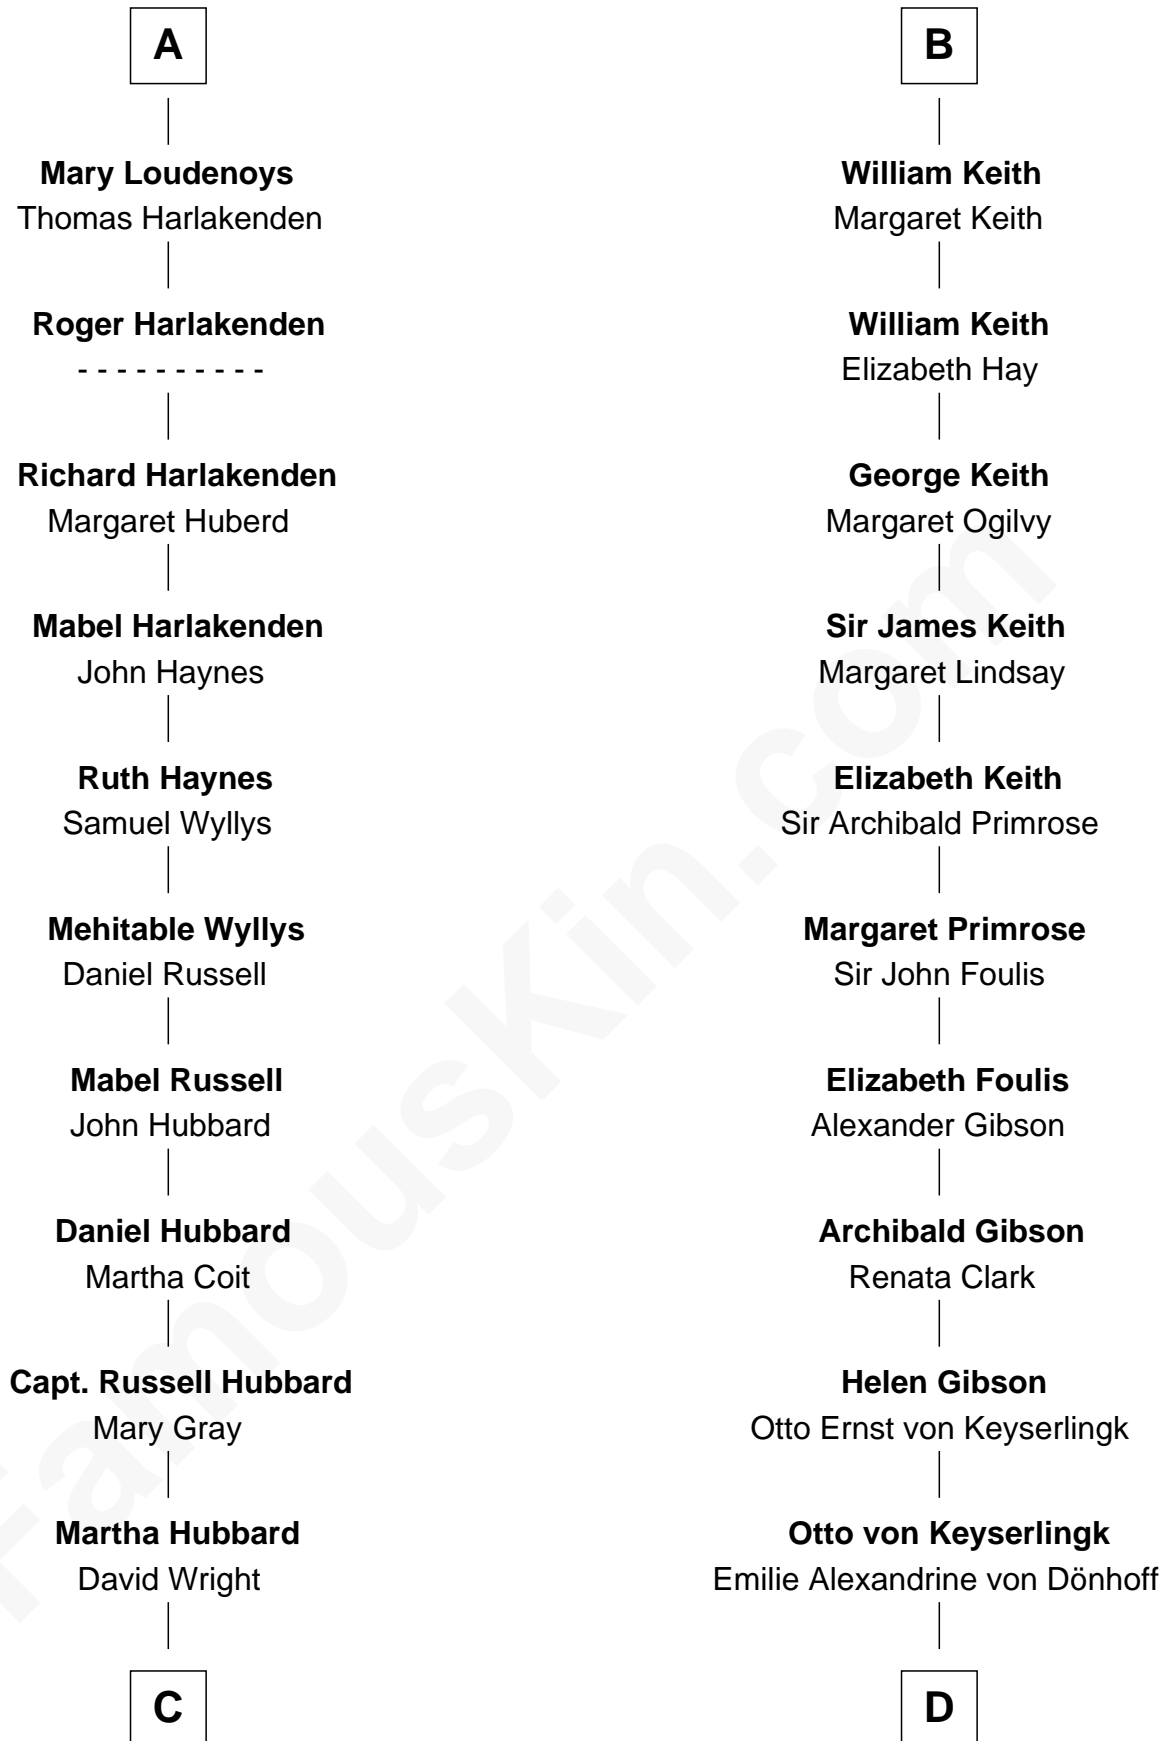 A
Mary Loudenoys
Thomas Harlakenden
Roger Harlakenden
- - - - - - - - - -
Richard Harlakenden
Margaret Huberd
Mabel Harlakenden
John Haynes
Ruth Haynes
Samuel Wyllys
Mehitable Wyllys
Daniel Russell
Mabel Russell
John Hubbard
Daniel Hubbard
Martha Coit
Capt. Russell Hubbard
Mary Gray
Martha Hubbard
David Wright
C
B
William Keith
Margaret Keith
William Keith
Elizabeth Hay
George Keith
Margaret Ogilvy
Sir James Keith
Margaret Lindsay
Elizabeth Keith
Sir Archibald Primrose
Margaret Primrose
Sir John Foulis
Elizabeth Foulis
Alexander Gibson
Archibald Gibson
Renata Clark
Helen Gibson
Otto Ernst von Keyserlingk
Otto von Keyserlingk
Emilie Alexandrine von Dönhoff
D
FamousKin.com